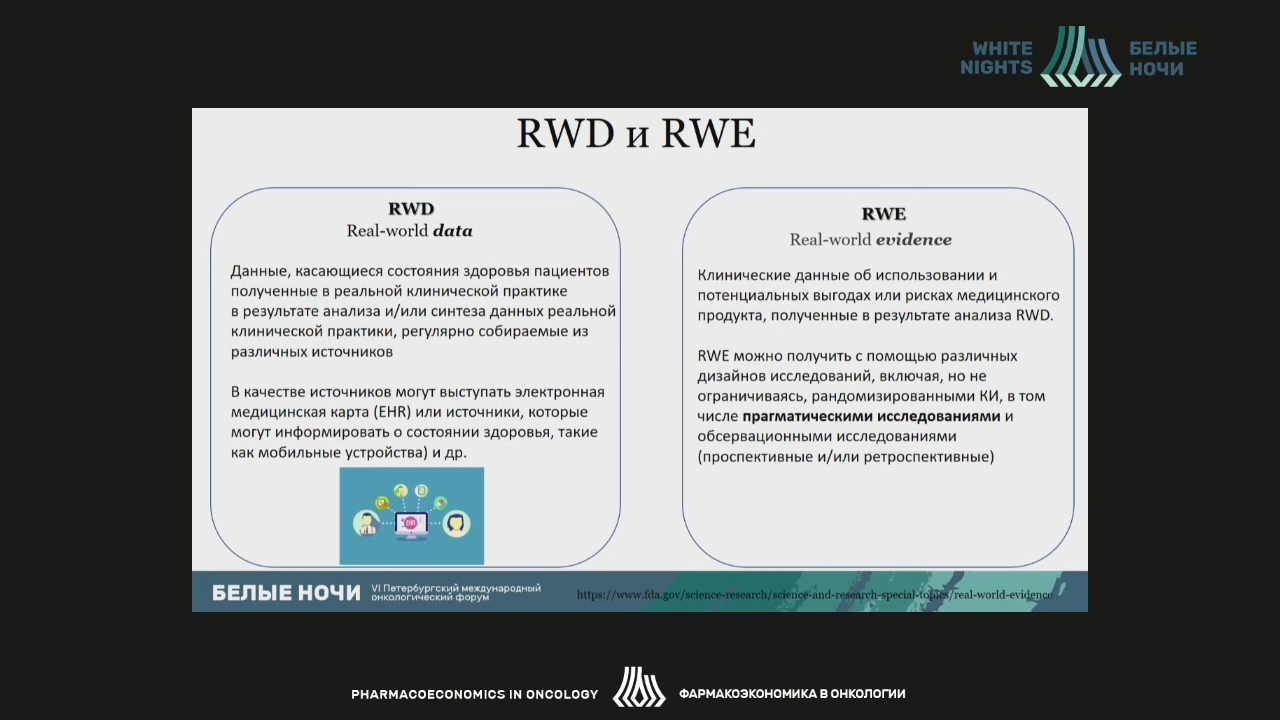 WHITE
NIGHTS
БЕЛЫЕ
НОЧИ
RWD и RWE
RWD
Real-world data
Данные, касающиеся состояния здоровья пациентов
полученные в реальной клинической практике
в результате анализа и/или синтеза данных реальной
клинической практики, регулярно собираемые из
различных источников
В качестве источников могут выступать электронная
медицинская карта (EHR) или источники, которые
могут информировать о состоянии здоровья, такие
как мобильные устройства) и др.
EHR
RWE
Real-world evidence
Клинические данные об использовании и
потенциальных выгодах или рисках медицинского
продукта, полученные в результате анализа RWD.
RWE можно получить с помощью различных
дизайнов исследований, включая, но не
ограничиваясь, рандомизированными КИ, в том
числе прагматическими исследованиями и
обсервационными исследованиями
(проспективные и/или ретроспективные)
БЕЛЫЕ НОЧИ
VI Петербургский международный
онкологический форум
https://www.fda.gov/science-research/science-and-research-special-topics/real-world-evidence
PHARMACOECONOMICS IN ONCOLOGY
ФАРМАКОЭКОНОМИКА В ОНКОЛОГИИ